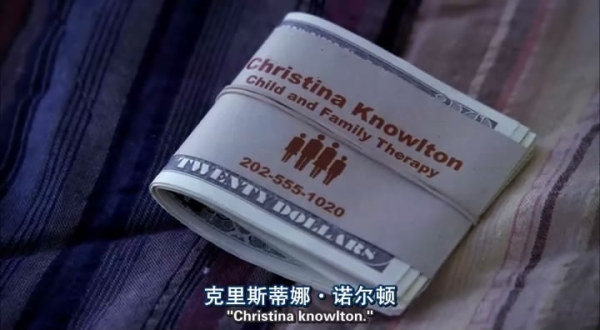 Christina Knowlton
Child and Family Therapy
202-555-1020
TWENTY DOLLARS
克里斯蒂娜·诺尔顿
"Christina knowlton."